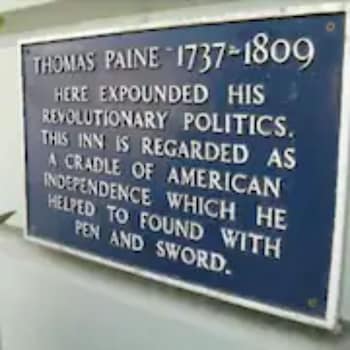 THOMAS PAINE 1737-1809
HERE EXPOUNDED HIS
REVOLUTIONARY POLITICS.
THIS INN IS REGARDED AS
A CRADLE OF AMERICAN
INDEPENDENCE WHICH HE
HELPED TO FOUND WITH
PEN AND SWORD.